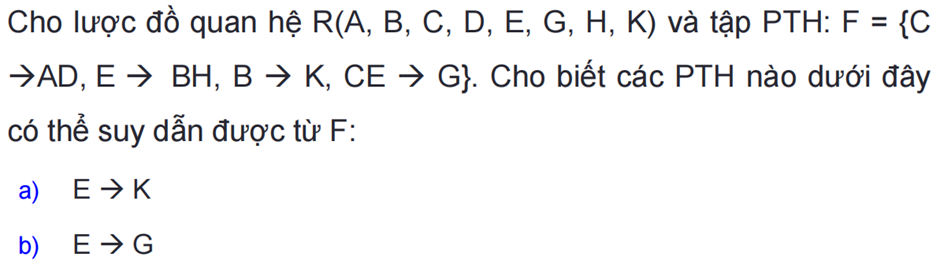 Cho lược đồ quan hệ R(A, B, C, D, E, G, H, K) và tập PTH: F = {C
→AD, E → BH, B → K, CE → G}. Cho biết các PTH nào dưới đây
có thể suy dẫn được từ F:
a) E → K
b) E → G